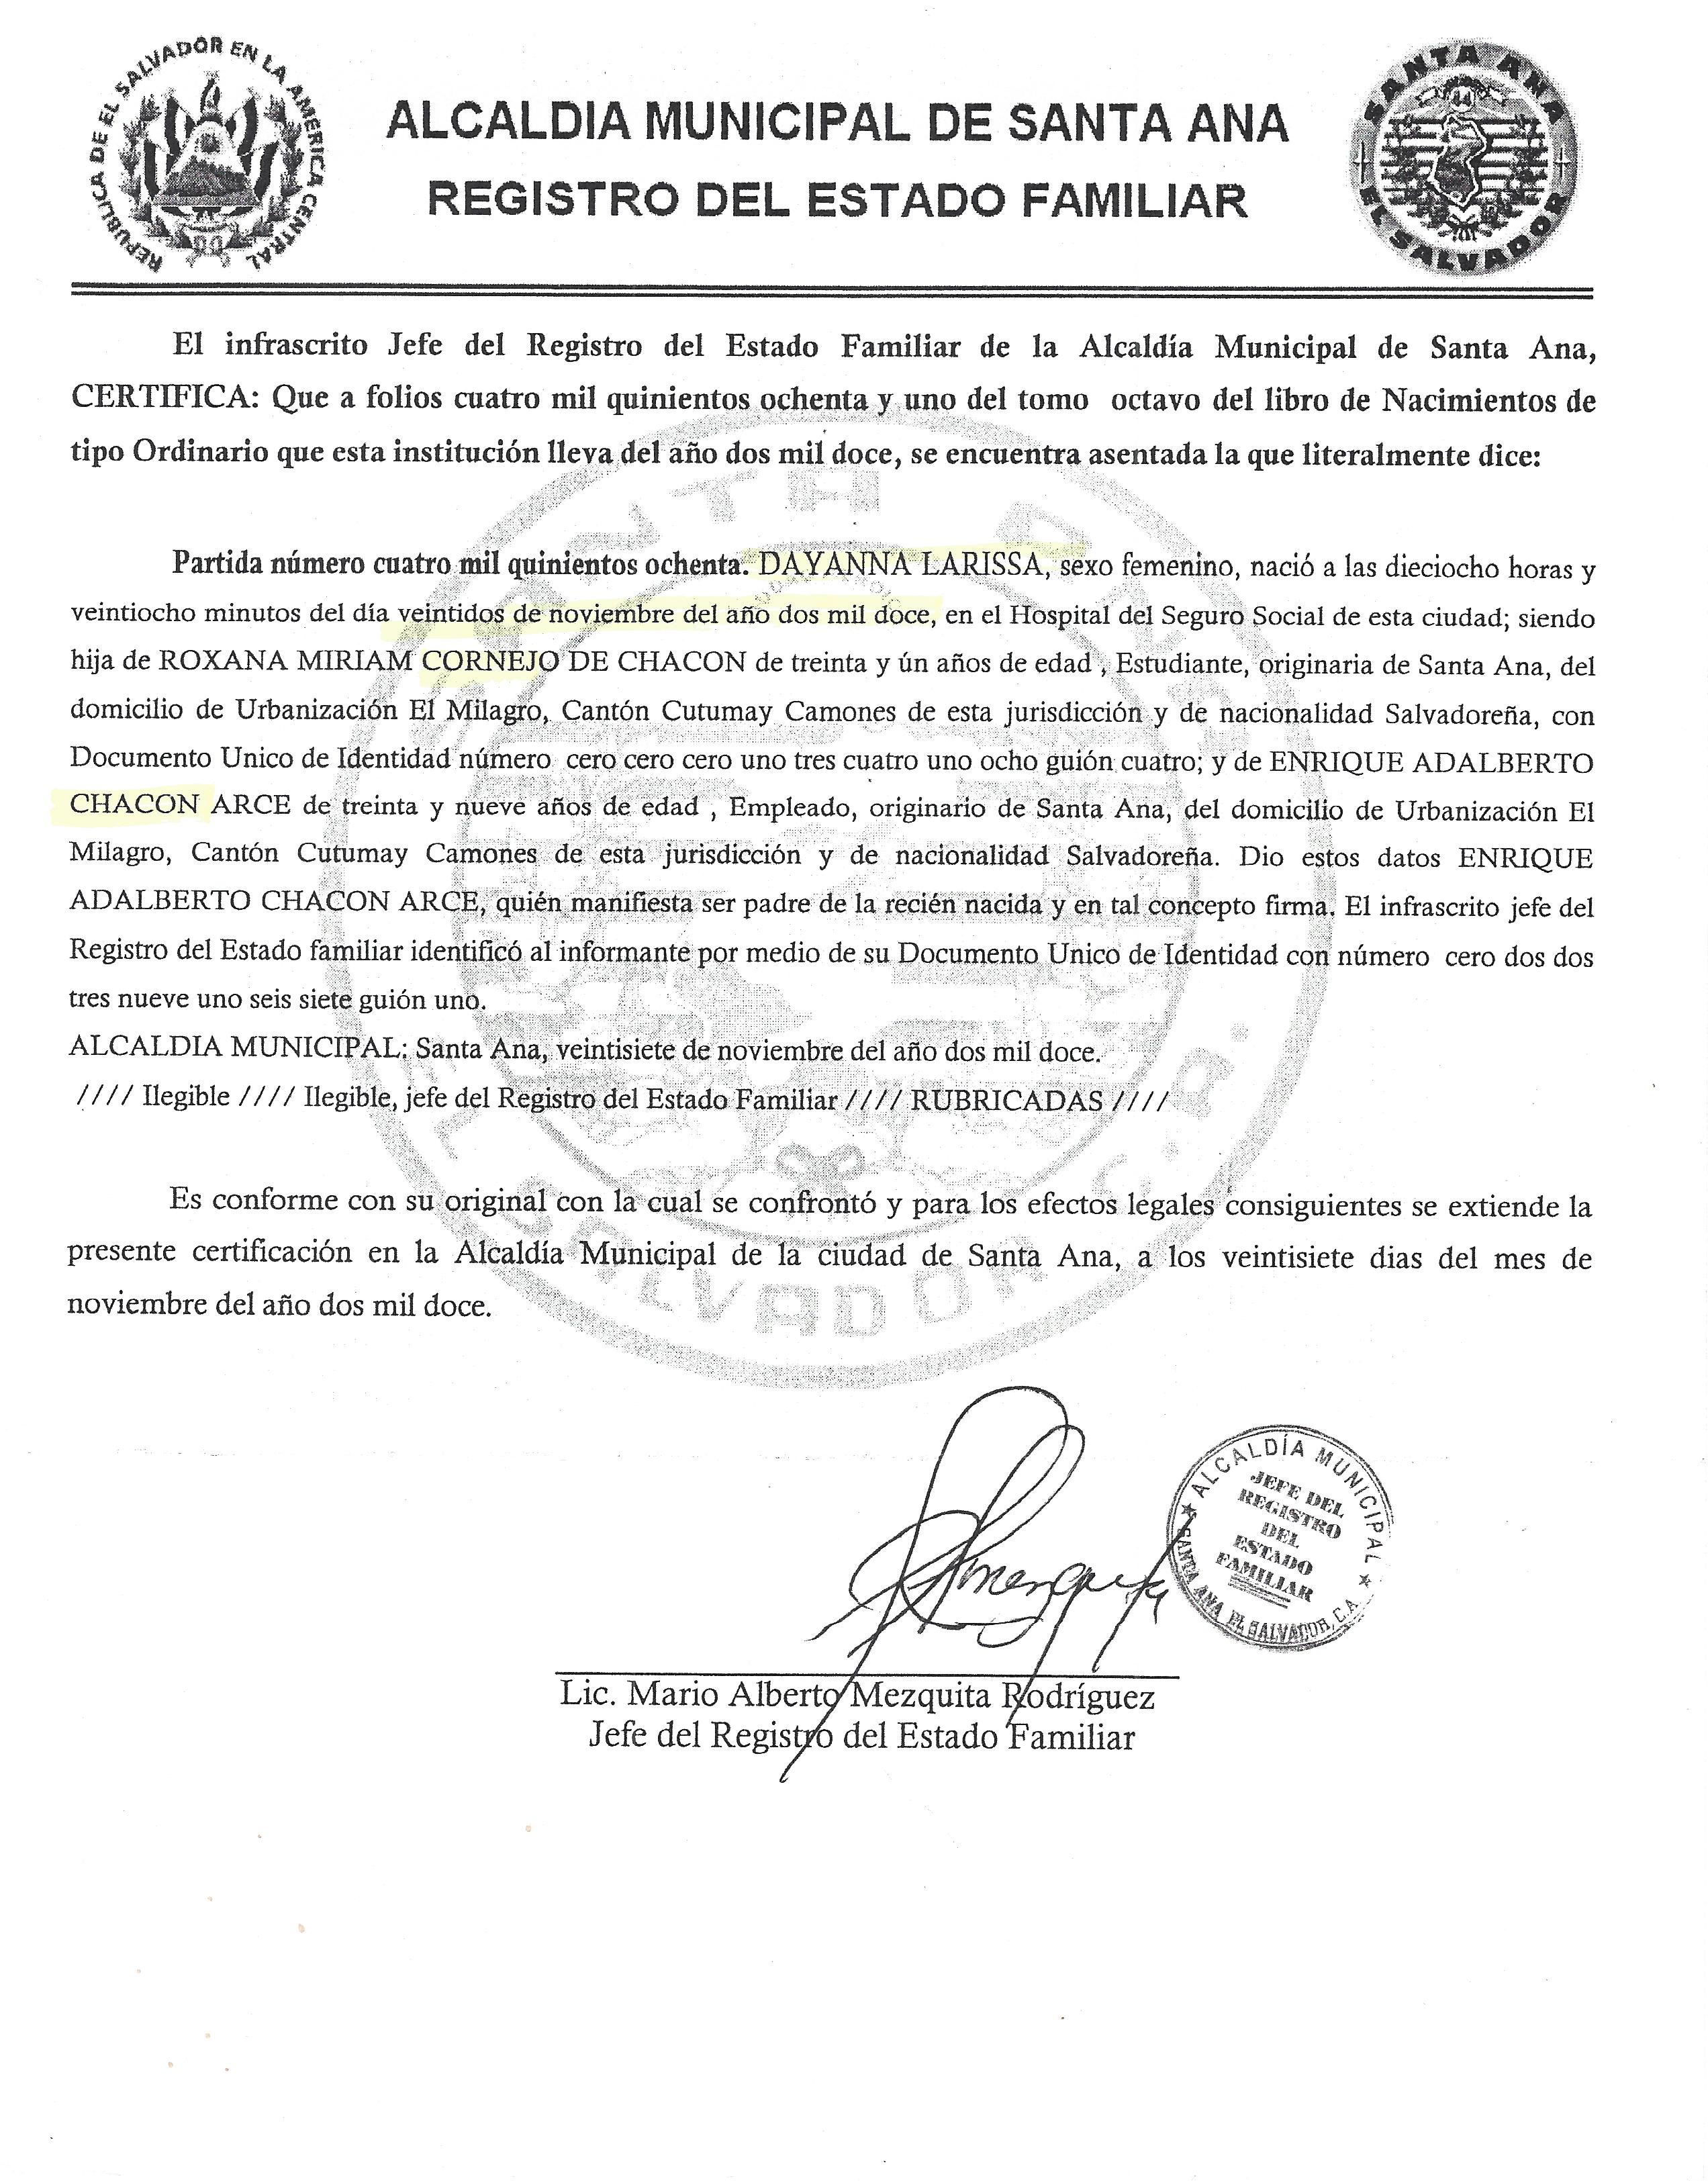 REPUBLICA DE EL SALVADOR EN LA AMERICA CENTRAL
ALCALDIA MUNICIPAL DE SANTA ANA
REGISTRO DEL ESTADO FAMILIAR
SANTA ANA
44
EL SALVADOR
El infrascrito Jefe del Registro del Estado Familiar de la Alcaldía Municipal de Santa Ana,
CERTIFICA: Que a folios cuatro mil quinientos ochenta y uno del tomo octavo del libro de Nacimientos de
tipo Ordinario que esta institución lleva del año dos mil doce, se encuentra asentada la que literalmente dice:
Partida número cuatro mil quinientos ochenta. DAYANNA LARISSA, sexo femenino, nació a las dieciocho horas y
veintiocho minutos del día veintidos de noviembre del año dos mil doce, en el Hospital del Seguro Social de esta ciudad; siendo
hija de ROXANA MIRIAM CORNEJO DE CHACON de treinta y ún años de edad , Estudiante, originaria de Santa Ana, del
domicilio de Urbanización El Milagro, Cantón Cutumay Camones de esta jurisdicción y de nacionalidad Salvadoreña, con
Documento Unico de Identidad número cero cero cero uno tres cuatro uno ocho guión cuatro; y de ENRIQUE ADALBERTO
CHACON ARCE de treinta y nueve años de edad , Empleado, originario de Santa Ana, del domicilio de Urbanización El
Milagro, Cantón Cutumay Camones de esta jurisdicción y de nacionalidad Salvadoreña. Dio estos datos ENRIQUE
ADALBERTO CHACON ARCE, quién manifiesta ser padre de la recién nacida y en tal concepto firma. El infrascrito jefe del
Registro del Estado familiar identificó al informante por medio de su Documento Unico de Identidad con número cero dos dos
tres nueve uno seis siete guión uno.
ALCALDIA MUNICIPAL: Santa Ana, veintisiete de noviembre del año dos mil doce.
//// Ilegible //// Ilegible, jefe del Registro del Estado Familiar //// RUBRICADAS ////
Es conforme con su original con la cual se confrontó y para los efectos legales consiguientes se extiende la
presente certificación en la Alcaldía Municipal de la ciudad de Santa Ana, a los veintisiete dias del mes de
noviembre del año dos mil doce.
ALCALDÍA MUNICIPAL
JEFE DEL
REGISTRO
DEL
ESTADO
FAMILIAR
SANTA ANA EL SALVADOR, C.A.
Lic. Mario Alberto Mezquita Rodríguez
Jefe del Registro del Estado Familiar